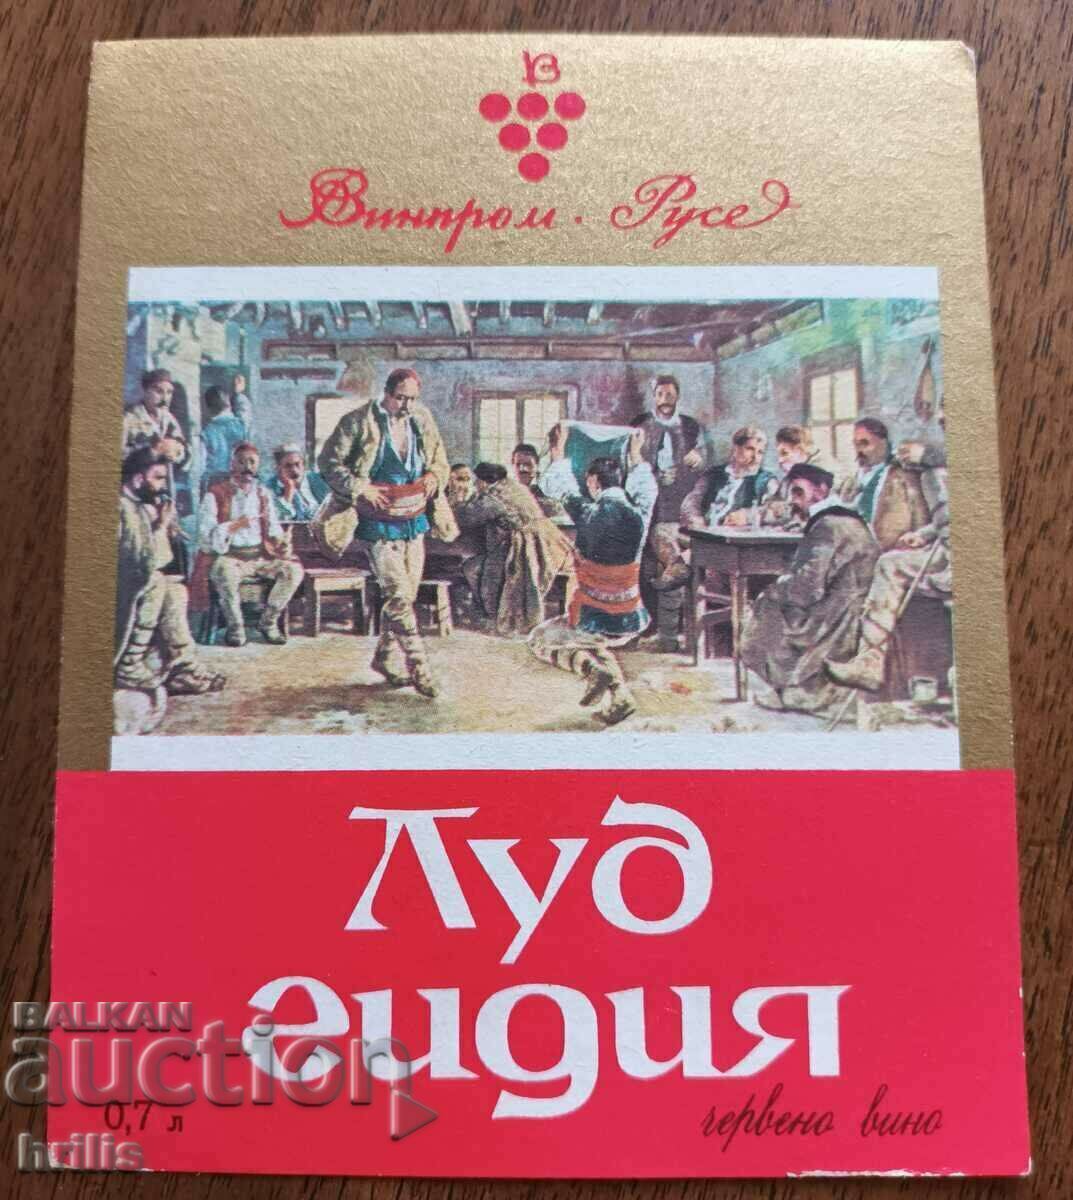 В
Винпром · Русе
Луд
гидия
0,7 л
червено вино
BALKAN
auction
hrilis